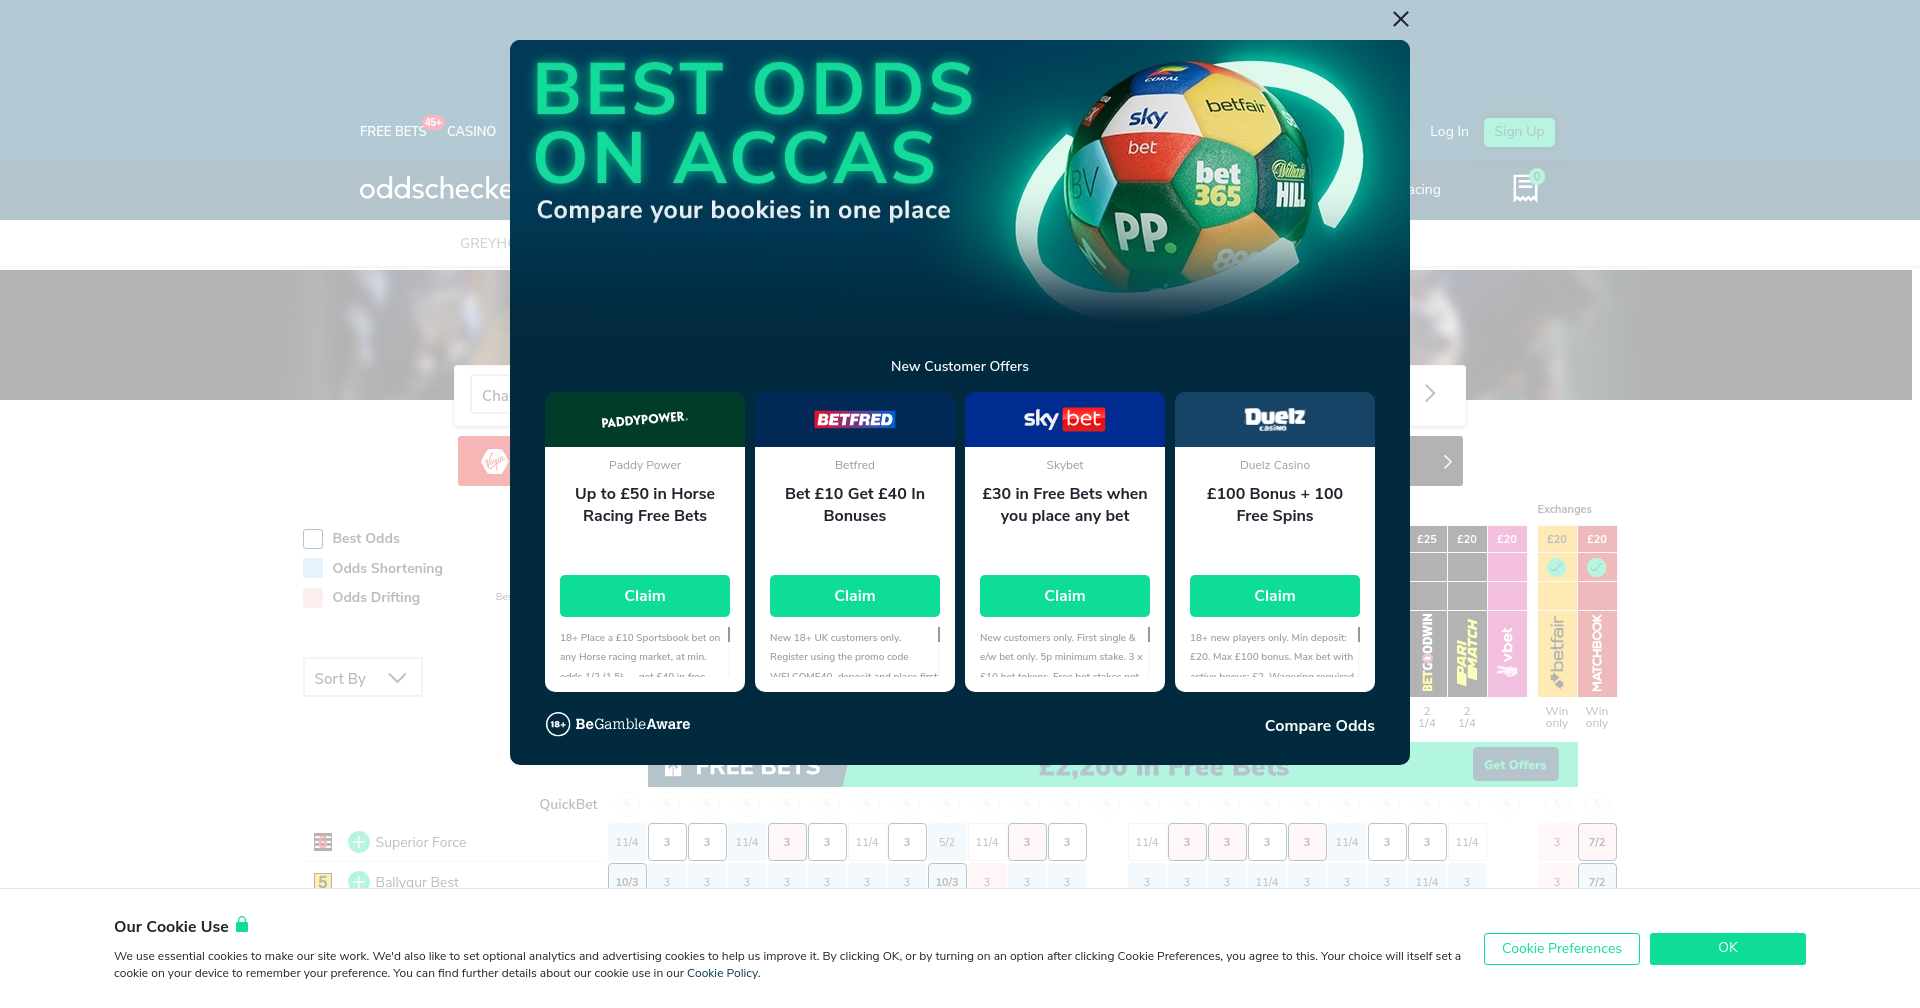 FREE BETS
45+
CASINO
Log In
Sign Up
oddschecke
acing
0
GREYH
BEST ODDS
ON ACCAS
Compare your bookies in one place
CORAL
sky
bet
betfair
bet
365
William
HILL
BV
PP.
888
M
New Customer Offers
PADDYPOWER.
BETFRED
sky bet
Duelz
CASINO
Paddy Power
Betfred
Skybet
Duelz Casino
Up to £50 in Horse
Racing Free Bets
Bet £10 Get £40 In
Bonuses
£30 in Free Bets when
you place any bet
£100 Bonus + 100
Free Spins
Claim
Claim
Claim
Claim
18+ Place a £10 Sportsbook bet on
any Horse racing market, at min.
New 18+ UK customers only.
Register using the promo code
WELCOME40, deposit and place first
New customers only. First single &
e/w bet only. 5p minimum stake. 3 x
£10 bet tokens. Free bet stakes not
18+ new players only. Min deposit:
£20. Max £100 bonus. Max bet with
active bonus: £2. Wagering required
18+ BeGambleAware
Compare Odds
Cha
Virgin
Best Odds
Odds Shortening
Odds Drifting
Bes
Sort By
Exchanges
£25 £20 £20 £20 £20
BETGOODWIN
PARI MATCH
vbet
betfair
MATCHBOOK
2
1/4
2
1/4
Win
only
Win
only
FREE BETS
£2,200 in Free Bets
Get Offers
QuickBet
6 Superior Force 11/4 3 3 11/4 3 3 11/4 3 5/2 11/4 3 3 11/4 3 3 3 3 11/4 3 3 11/4 3 7/2
5 Ballygur Best 10/3 3 3 3 3 3 3 3 10/3 3 3 3 3 3 3 11/4 3 3 3 11/4 3 3 7/2
Our Cookie Use
We use essential cookies to make our site work. We'd also like to set optional analytics and advertising cookies to help us improve it. By clicking OK, or by turning on an option after clicking Cookie Preferences, you agree to this. Your choice will itself set a
cookie on your device to remember your preference. You can find further details about our cookie use in our Cookie Policy.
Cookie Preferences
OK